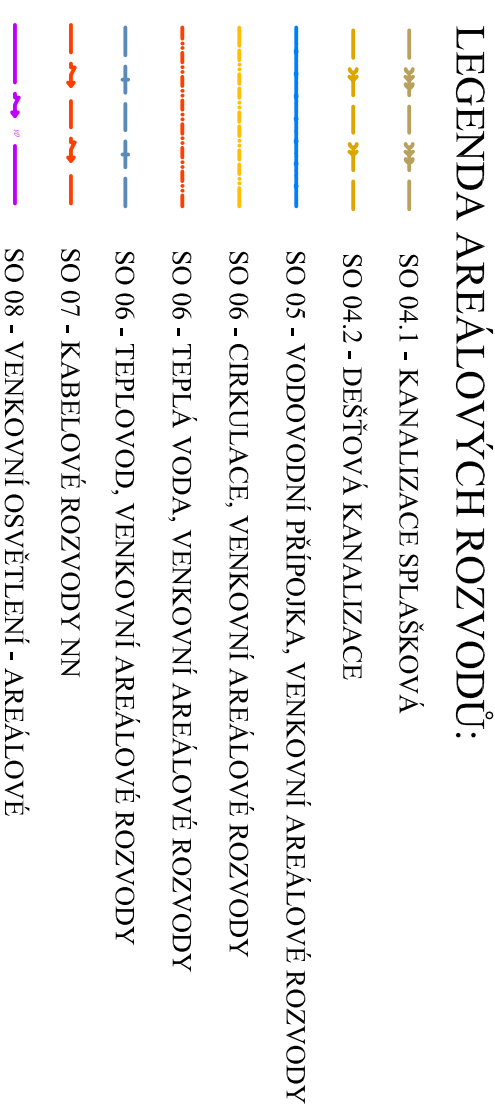 LEGENDA AREÁLOVÝCH ROZVODŮ:
SO 04.1 - KANALIZACE SPLAŠKOVÁ
SO 04.2 - DEŠŤOVÁ KANALIZACE
SO 05 - VODOVODNÍ PŘÍPOJKA, VENKOVNÍ AREÁLOVÉ ROZVODY
SO 06 - CIRKULACE, VENKOVNÍ AREÁLOVÉ ROZVODY
SO 06 - TEPLÁ VODA, VENKOVNÍ AREÁLOVÉ ROZVODY
SO 06 - TEPLOVOD, VENKOVNÍ AREÁLOVÉ ROZVODY
SO 07 - KABELOVÉ ROZVODY NN
SO 08 - VENKOVNÍ OSVĚTLENÍ - AREÁLOVÉ